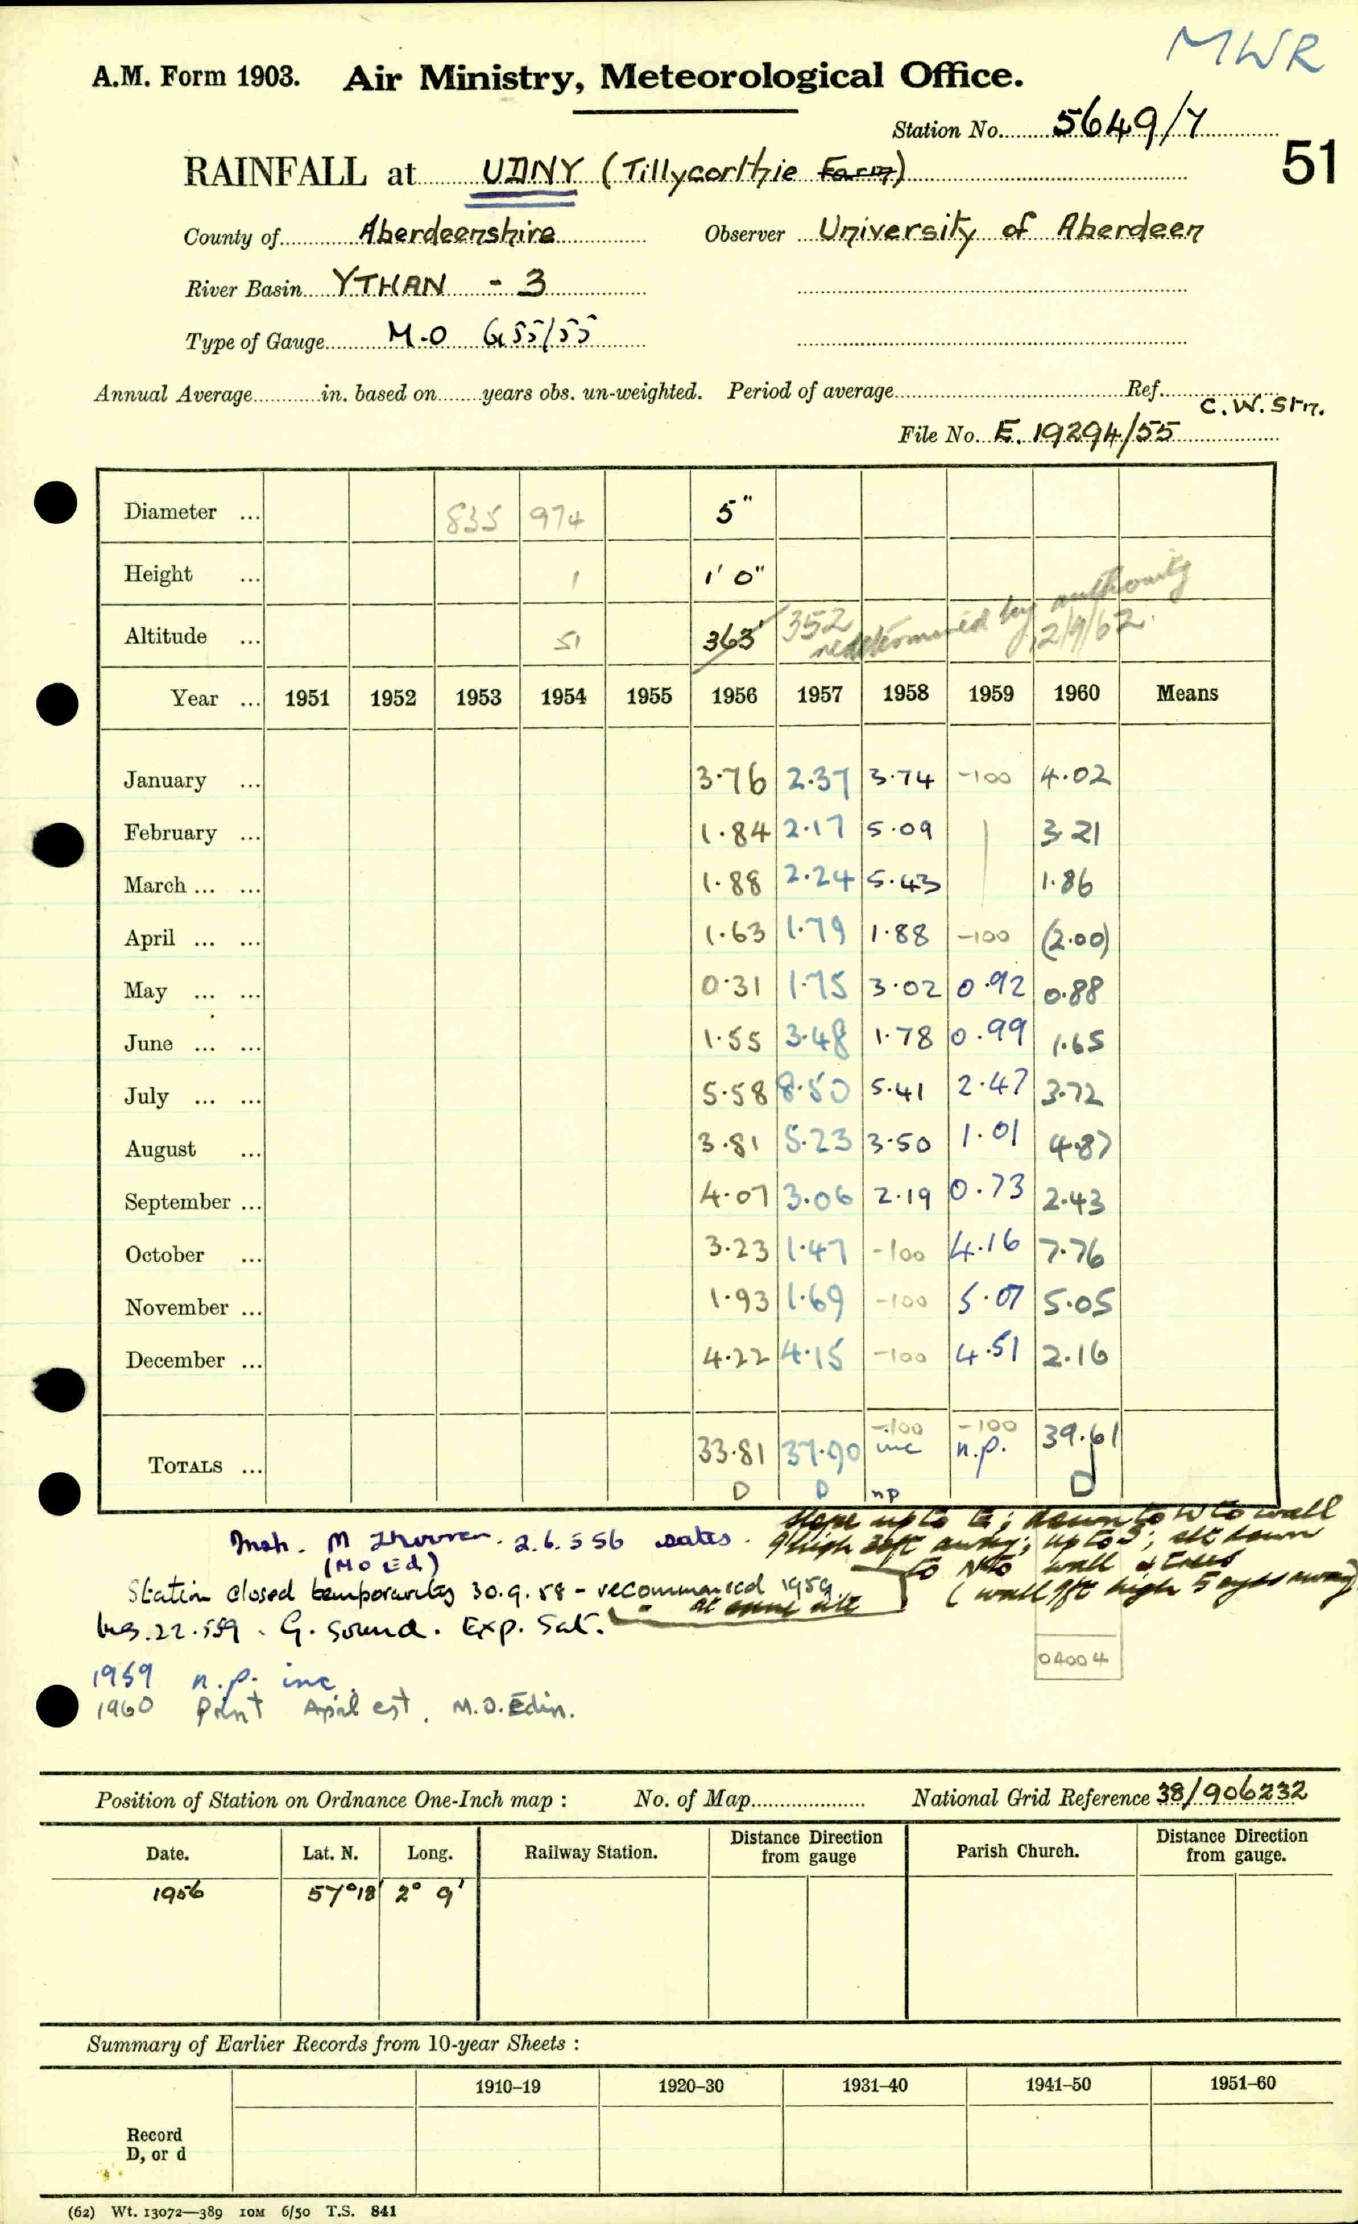 MWR
A.M. Form 1903. Air Ministry, Meteorological Office.
Station No. 5649/7
51
RAINFALL at UDNY (Tillycorthie Farm)
County of Aberdeenshire Observer University of Aberdeen
River Basin YTHAN - 3
Type of Gauge M.O G55/55
Annual Average............in. based on........years obs. un-weighted. Period of average.......... Ref..........
C.W. Stn.
File No. E. 19294/55
Diameter ... 835 974 5"
Height ... 1 1' 0"
Altitude ... 51 363' 352 redetermined by authority 12/9/62.
Year ... 1951 1952 1953 1954 1955 1956 1957 1958 1959 1960 Means
January ... 3.76 2.37 3.74 -100 4.02
February ... 1.84 2.17 5.09 3.21
March ... ... 1.88 2.24 5.43 1.86
April ... ... 1.63 1.79 1.88 -100 (2.00)
May ... ... 0.31 1.75 3.02 0.92 0.88
June ... ... 1.55 3.48 1.78 0.99 1.65
July ... ... 5.58 8.50 5.41 2.47 3.72
August ... 3.81 5.23 3.50 1.01 4.87
September ... 4.07 3.06 2.19 0.73 2.43
October ... 3.23 1.47 -100 4.16 7.76
November ... 1.93 1.69 -100 5.07 5.05
December ... 4.22 4.15 -100 4.51 2.16
-100 -100
TOTALS ... 33.81 37.90 inc n.p. 39.61
D D np D
slope up to E; down to W to wall
Insh. M 2.6.5 56 sates. 9' high 30ft away; up to S; slt down
(M O Ed) to N to wall & trees
(wall 9ft high 5 yds away)
Station closed temporarily 30.9.58 - recommenced 1959
at same site
Ins. 22.5.59. G. Sound. Exp. Sat.
04004
1959 n.p. inc.
1960 Print April est. M.O. Edin.
Position of Station on Ordnance One-Inch map : No. of Map.......... National Grid Reference 38/906232
Date. Lat. N. Long. Railway Station. Distance Direction from gauge Parish Church. Distance Direction from gauge.
1956 57°18' 2° 9'
Summary of Earlier Records from 10-year Sheets :
1910–19 1920–30 1931–40 1941–50 1951–60
Record
D, or d
(62) Wt. 13072—389 10M 6/50 T.S. 841